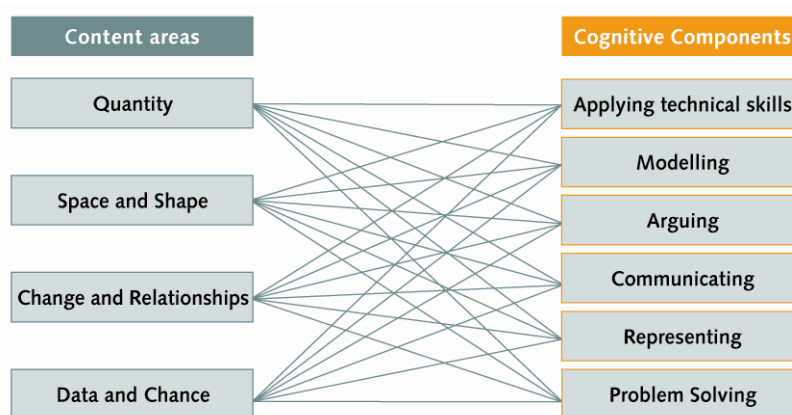 Content areas
Quantity
Space and Shape
Change and Relationships
Data and Chance
Cognitive Components
Applying technical skills
Modelling
Arguing
Communicating
Representing
Problem Solving